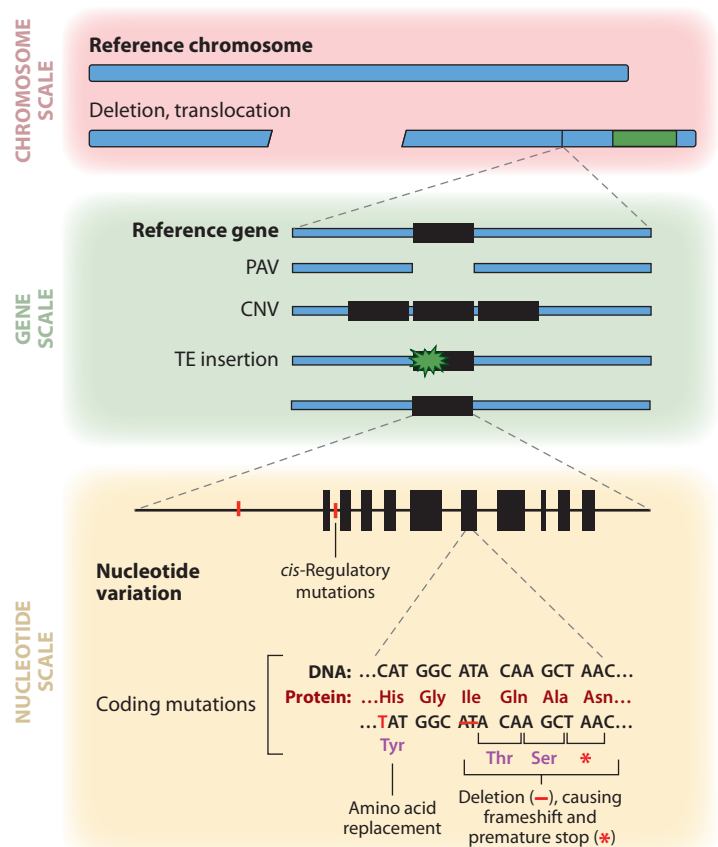 CHROMOSOME
SCALE
Reference chromosome
Deletion, translocation
GENE
SCALE
Reference gene
PAV
CNV
TE insertion
NUCLEOTIDE
SCALE
Nucleotide
variation
cis-Regulatory
mutations
Coding mutations
DNA: ...CAT GGC ATA CAA GCT AAC...
Protein: ...His Gly Ile Gln Ala Asn...
...TAT GGC ATA CAA GCT AAC...
Tyr Thr Ser *
Amino acid
replacement
Deletion (—), causing
frameshift and
premature stop (*)